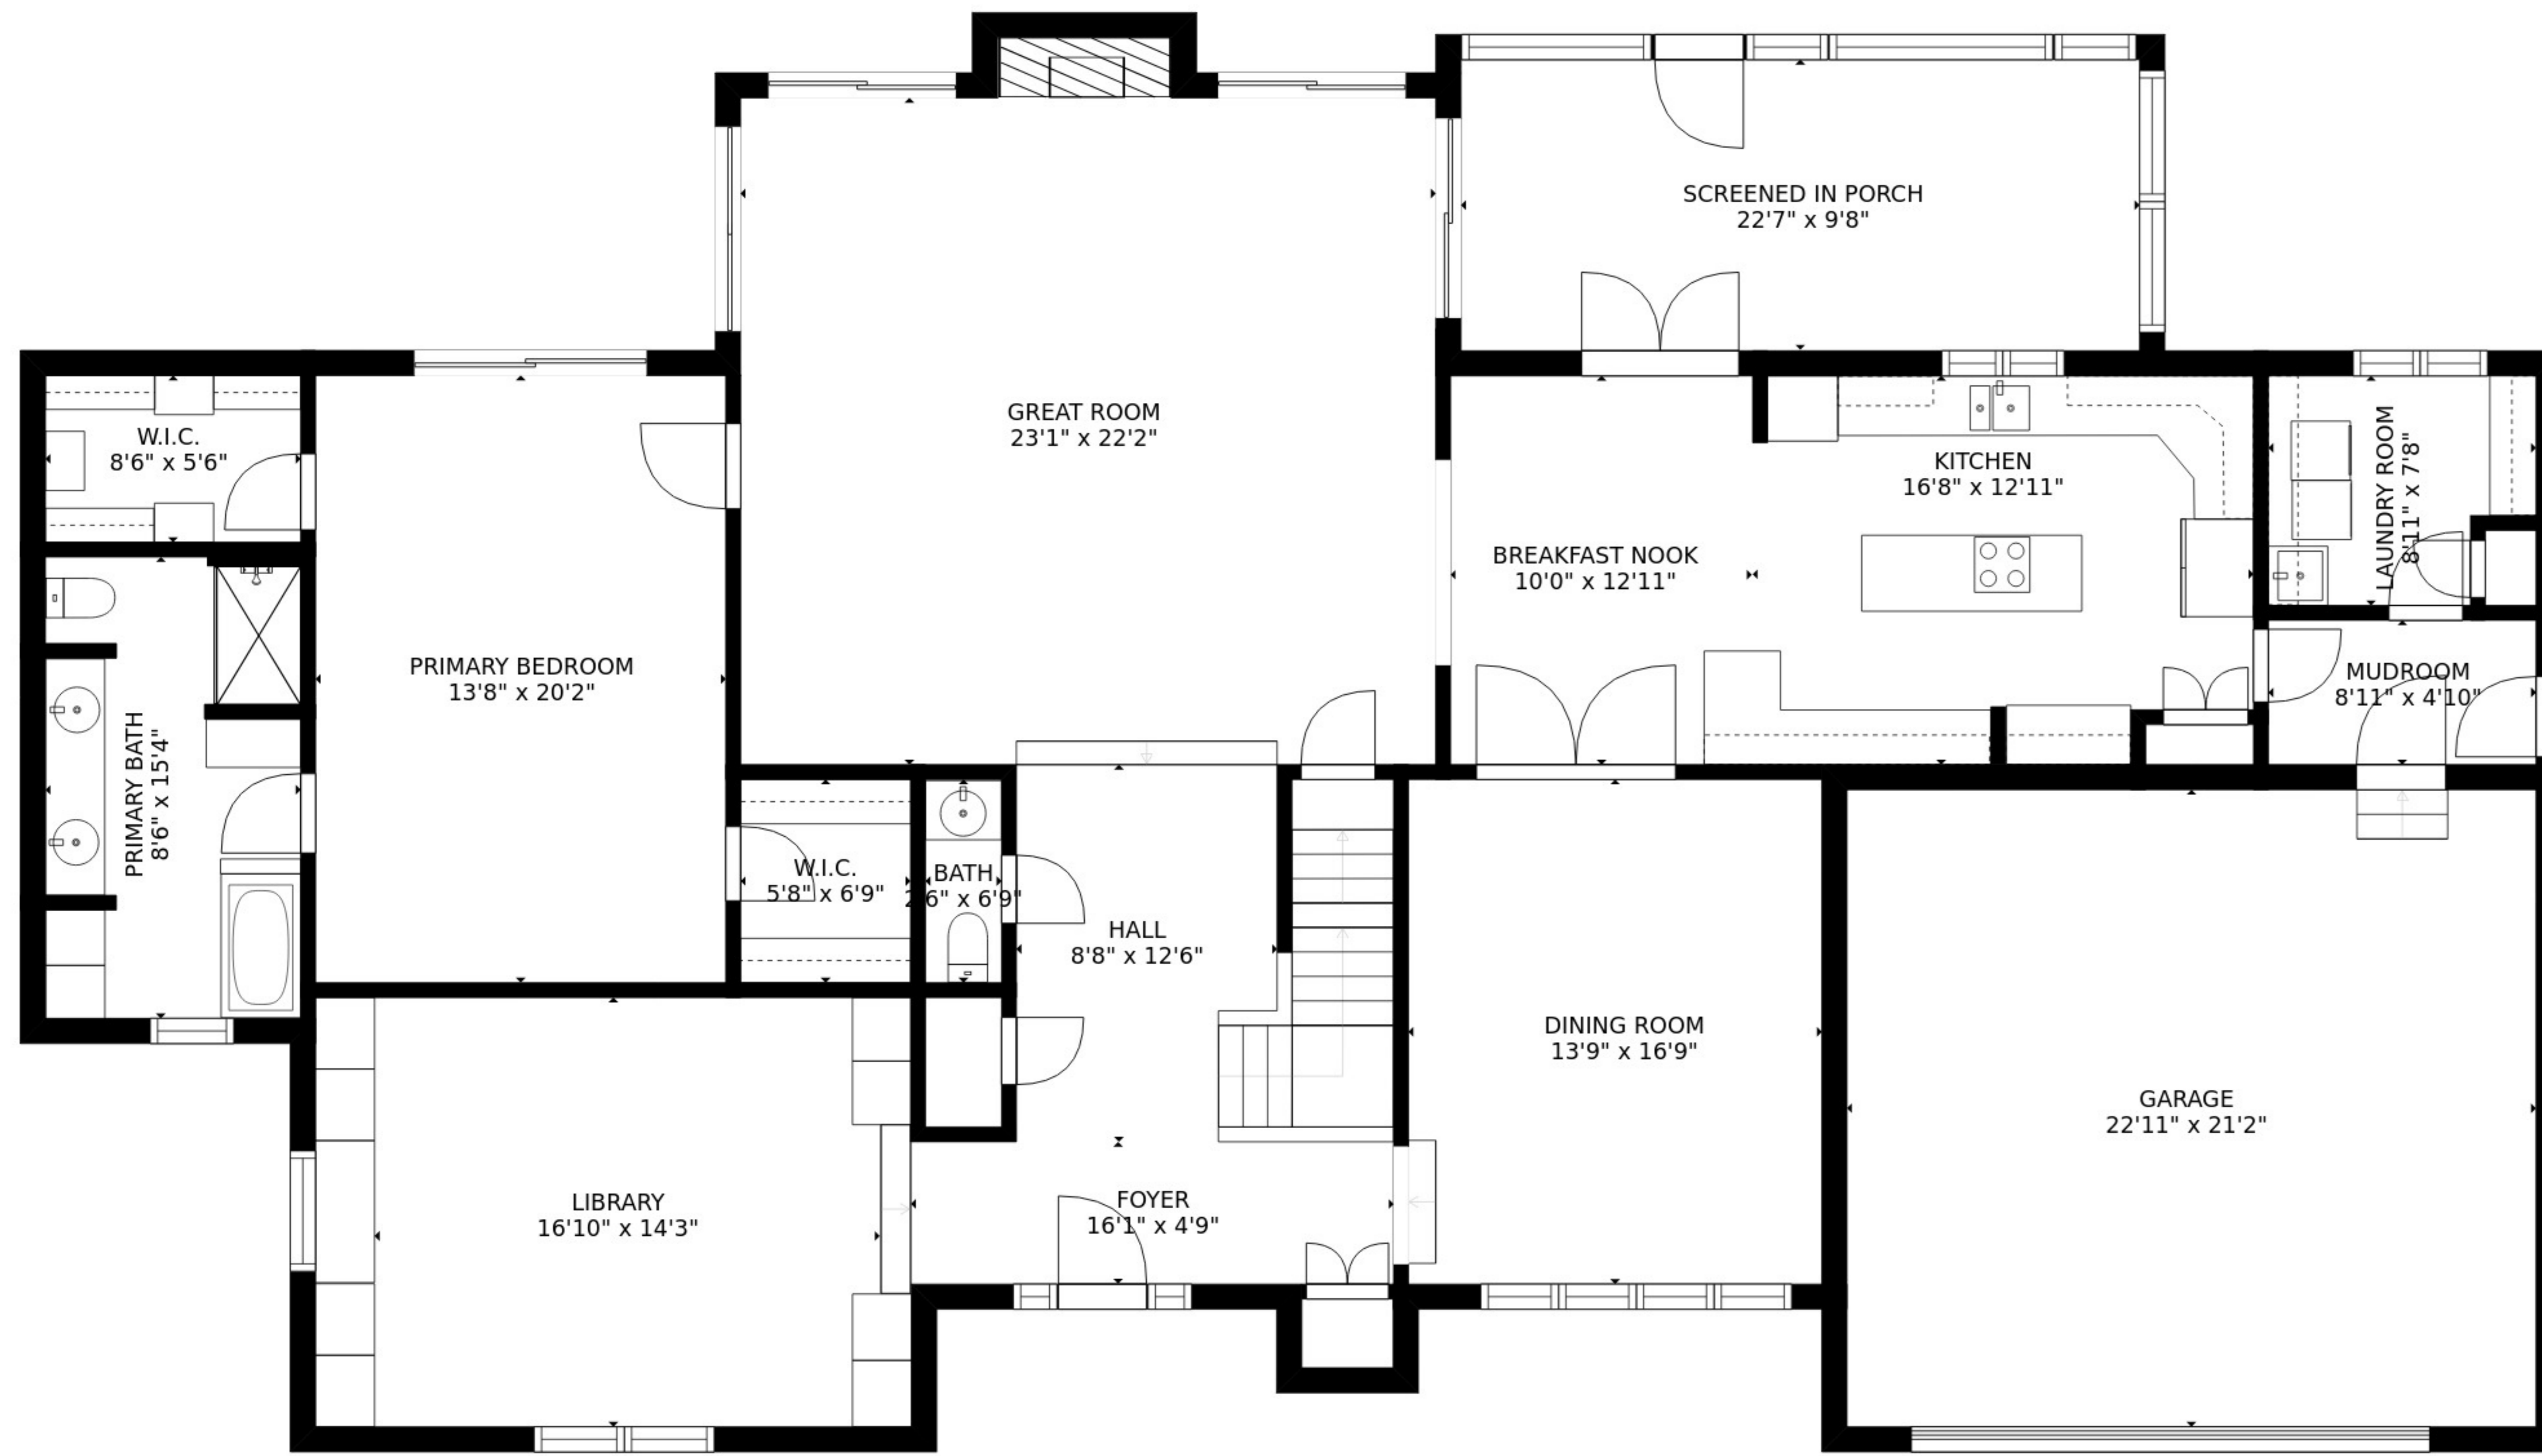 SCREENED IN PORCH
22'7" x 9'8"
GREAT ROOM
23'1" x 22'2"
W.I.C.
8'6" x 5'6"
KITCHEN
16'8" x 12'11"
LAUNDRY ROOM
8'11" x 7'8"
BREAKFAST NOOK
10'0" x 12'11"
PRIMARY BEDROOM
13'8" x 20'2"
MUDROOM
8'11" x 4'10"
PRIMARY BATH
8'6" x 15'4"
W.I.C.
5'8" x 6'9"
BATH
2'6" x 6'9"
HALL
8'8" x 12'6"
DINING ROOM
13'9" x 16'9"
GARAGE
22'11" x 21'2"
LIBRARY
16'10" x 14'3"
FOYER
16'1" x 4'9"